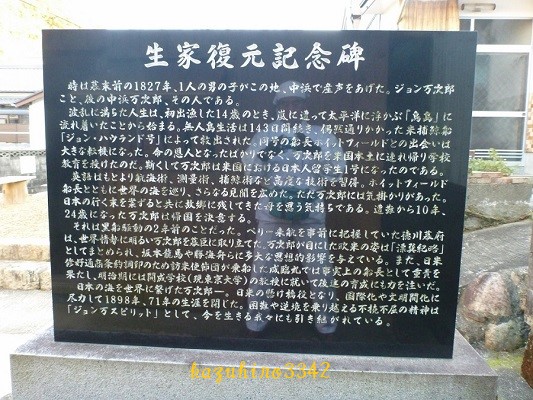 生家復元記念碑
時は幕末前の1827年、1人の男の子がこの地、中浜で産声をあげた。ジョン万次郎
こと、後の中浜万次郎、その人である。
波乱に満ちた人生は、初出漁した14歳のとき、嵐に遭って太平洋に浮かぶ「鳥島」に
流れ着いたことから始まる。無人島生活は143日間続き、偶然通りかかった米捕鯨船
「ジョン・ハウランド号」によって救出された。同号の船長ホイットフィールドとの出会いは
大きな転機になった。命の恩人となったばかりでなく、万次郎を米国本土に連れ帰り学校
教育を授けたのだ。斯くて万次郎は米国における日本人留学生1号になったのである。
英語はもとより航海術、測量術、捕鯨術など高度な技術を習得。ホイットフィールド
船長とともに世界の海を巡り、さらなる見聞を広めた。ただ万次郎には気掛かりがあった。
日本の行く末を案ずると共に故郷に残してきた母を思う気持ちである。遭難から10年、
24歳になった万次郎は帰国を決意する。
それは黒船騒動の2年前のことだった。ペリー来航を事前に把握していた徳川幕府
は、世界情勢に明るい万次郎を幕臣に取り立てた。万次郎が目にした欧米の姿は「漂巽紀略」
としてまとめられ、坂本龍馬や勝海舟らに多大な思想的影響を与えている。また、日米
修好通商条約調印のため訪米使節団が乗船した咸臨丸では事実上の船長として重責を
果たし、明治期には開成学校(現東京大学)の教授に就いて後進の育成にも力を注いだ。
日本の海を世界に繋げた万次郎―。日米の懸け橋役となり、国際化や文明開化に
尽力して1898年、71年の生涯を閉じた。困難や逆境を乗り越える不撓不屈の精神は
「ジョン万スピリット」として、今を生きる我々にも引き継がれている。
kazuhino3342